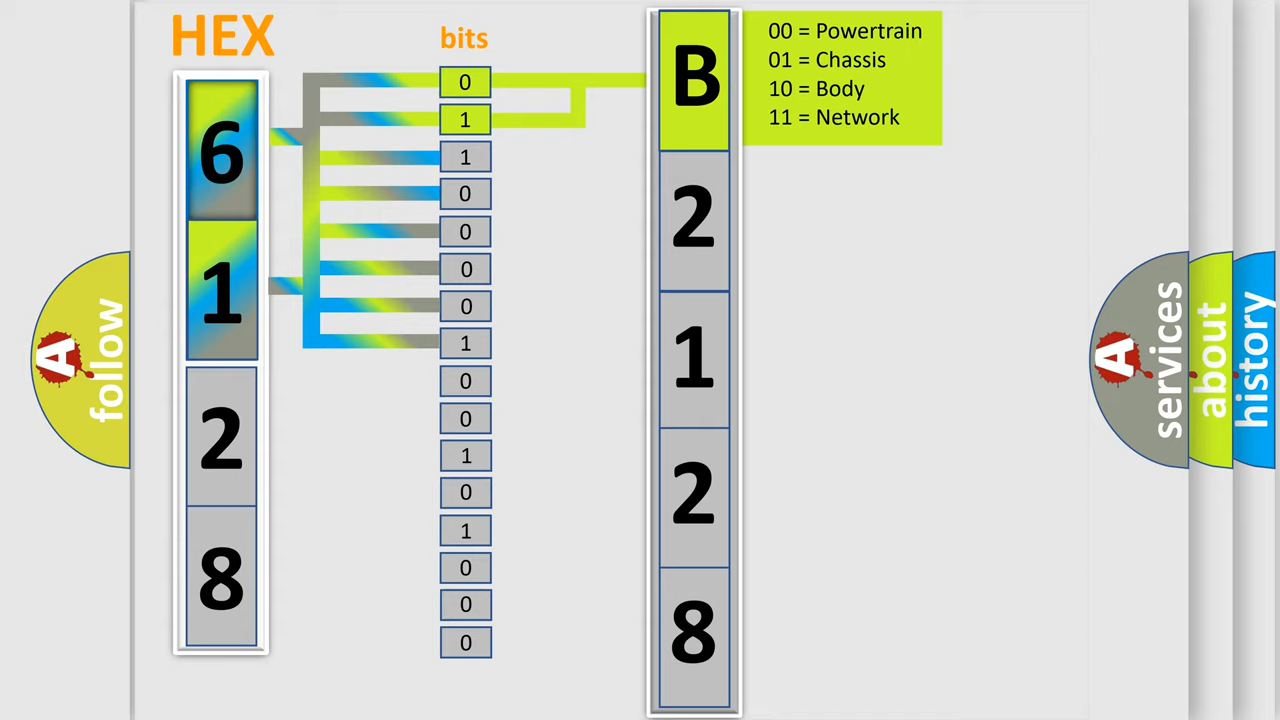 HEX
bits
6
1
2
8
0
1
1
0
0
0
0
1
0
0
1
0
1
0
0
0
B
2
1
2
8
00 = Powertrain
01 = Chassis
10 = Body
11 = Network
A
follow
A
services
about
history